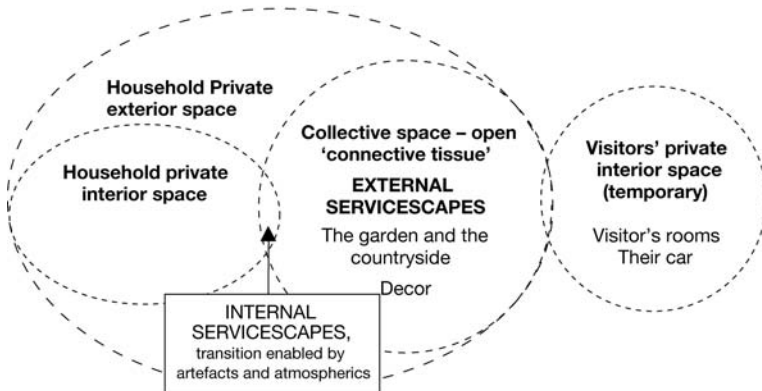 Household Private
exterior space
Household private
interior space
Collective space – open
‘connective tissue’
EXTERNAL
SERVICESCAPES
The garden and the
countryside
Decor
Visitors’ private
interior space
(temporary)
Visitor’s rooms
Their car
INTERNAL
SERVICESCAPES,
transition enabled by
artefacts and atmospherics